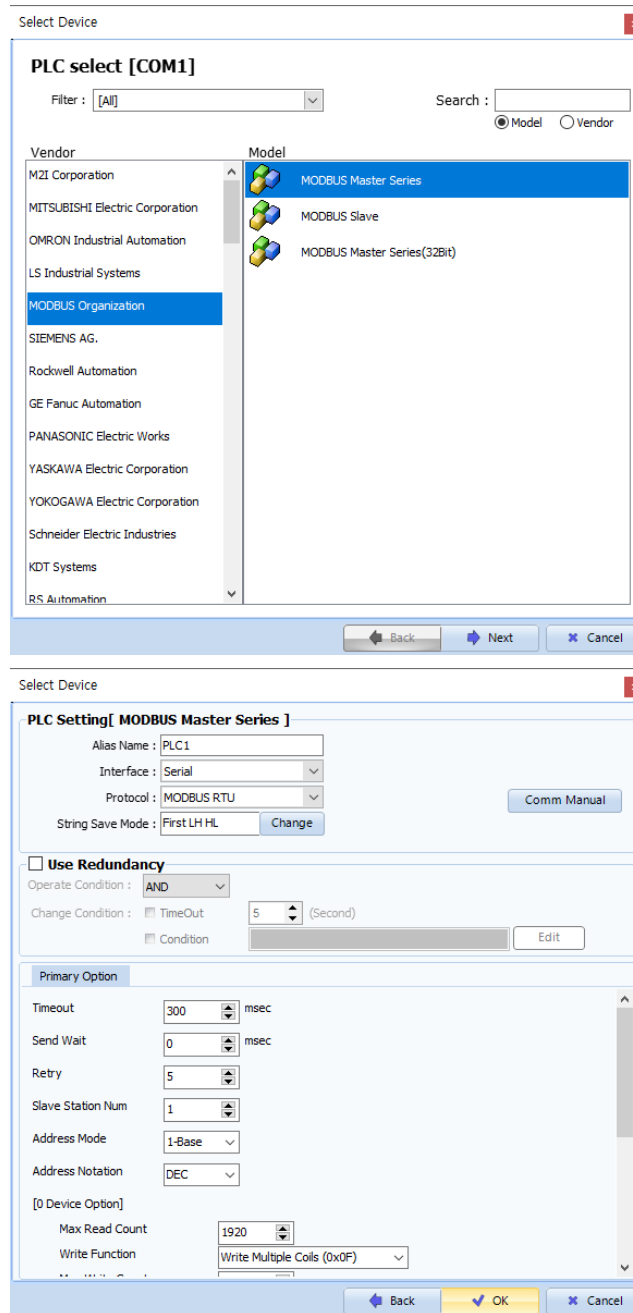 Select Device
PLC select [COM1]
Filter : [All]
Search :
Model Vendor
Vendor Model
M2I Corporation
MITSUBISHI Electric Corporation
OMRON Industrial Automation
LS Industrial Systems
MODBUS Organization
SIEMENS AG.
Rockwell Automation
GE Fanuc Automation
PANASONIC Electric Works
YASKAWA Electric Corporation
YOKOGAWA Electric Corporation
Schneider Electric Industries
KDT Systems
RS Automation
MODBUS Master Series
MODBUS Slave
MODBUS Master Series(32Bit)
Back Next Cancel
Select Device
PLC Setting[ MODBUS Master Series ]
Alias Name : PLC1
Interface : Serial
Protocol : MODBUS RTU Comm Manual
String Save Mode : First LH HL Change
Use Redundancy
Operate Condition : AND
Change Condition : TimeOut 5 (Second)
Condition Edit
Primary Option
Timeout 300 msec
Send Wait 0 msec
Retry 5
Slave Station Num 1
Address Mode 1-Base
Address Notation DEC
[0 Device Option]
Max Read Count 1920
Write Function Write Multiple Coils (0x0F)
Back OK Cancel